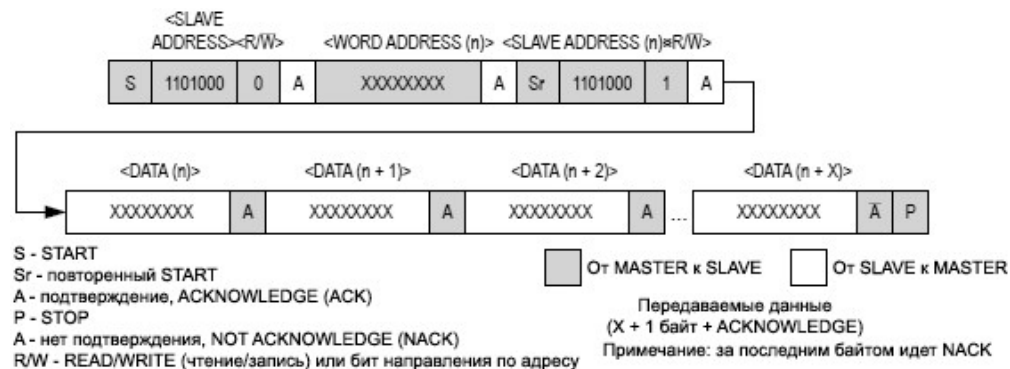 <SLAVE
ADDRESS><R/W̅> <WORD ADDRESS (n)> <SLAVE ADDRESS (n)¤R/W̅>
S 1101000 0 A XXXXXXXX A Sr 1101000 1 A
<DATA (n)> <DATA (n + 1)> <DATA (n + 2)> <DATA (n + X)>
XXXXXXXX A XXXXXXXX A XXXXXXXX A ... XXXXXXXX A̅ P
S - START
Sr - повторенный START
A - подтверждение, ACKNOWLEDGE (ACK)
P - STOP
A - нет подтверждения, NOT ACKNOWLEDGE (NACK)
R/W - READ/WRITE (чтение/запись) или бит направления по адресу
От MASTER к SLAVE От SLAVE к MASTER
Передаваемые данные
(X + 1 байт + ACKNOWLEDGE)
Примечание: за последним байтом идет NACK